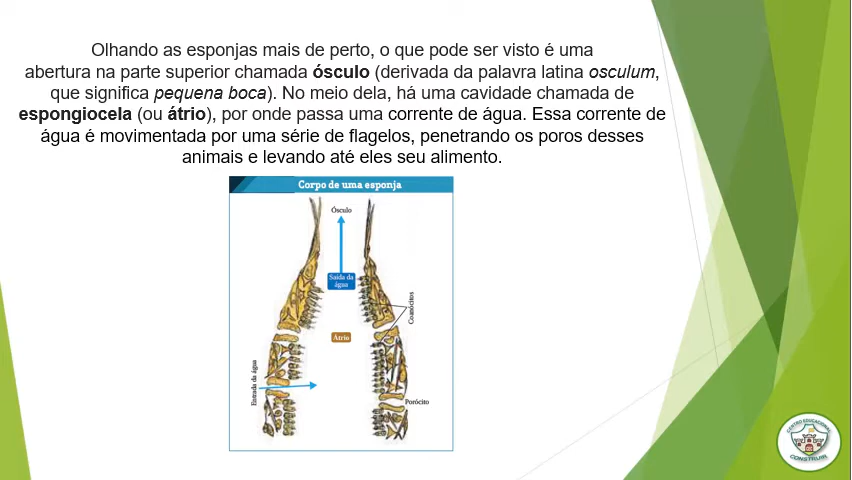 Olhando as esponjas mais de perto, o que pode ser visto é uma
abertura na parte superior chamada ósculo (derivada da palavra latina osculum,
que significa pequena boca). No meio dela, há uma cavidade chamada de
espongiocela (ou átrio), por onde passa uma corrente de água. Essa corrente de
água é movimentada por uma série de flagelos, penetrando os poros desses
animais e levando até eles seu alimento.
Corpo de uma esponja
Ósculo
Saída da
água
Coanócitos
Átrio
Entrada da água
Porócito
CENTRO EDUCACIONAL
CONSTRUIR